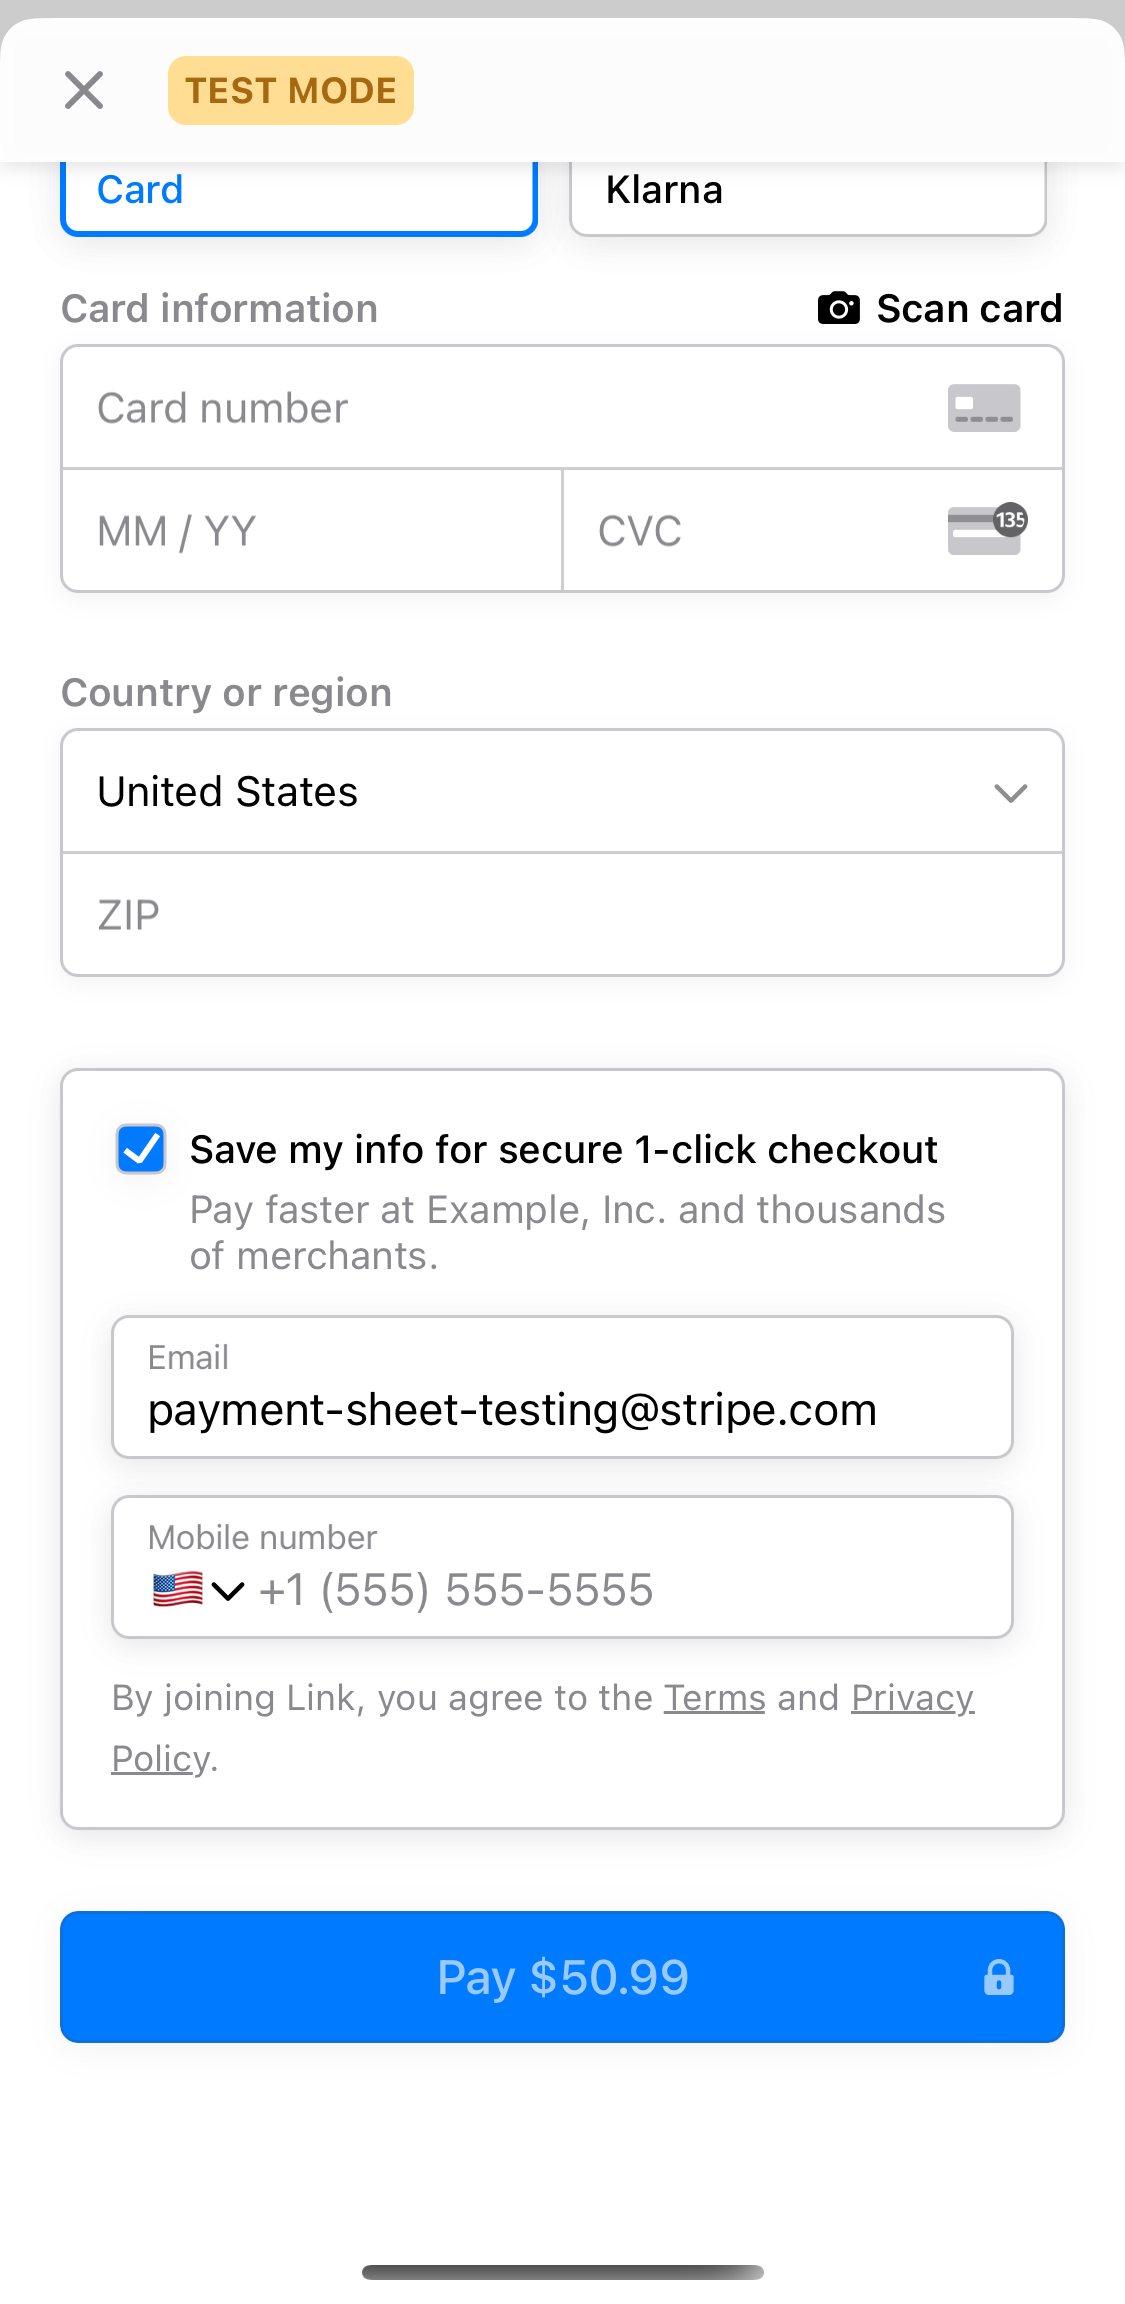 TEST MODE
Card
Klarna
Card information
Scan card
Card number
MM / YY
CVC
135
Country or region
United States
ZIP
Save my info for secure 1-click checkout
Pay faster at Example, Inc. and thousands
of merchants.
Email
payment-sheet-testing@stripe.com
Mobile number
+1 (555) 555-5555
By joining Link, you agree to the Terms and Privacy
Policy.
Pay $50.99